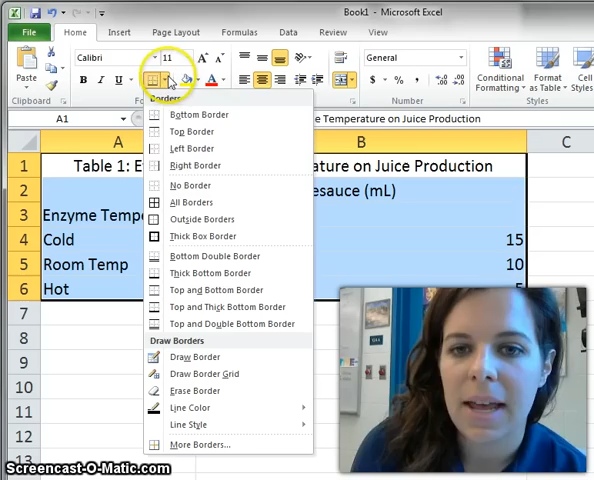 Book1 - Microsoft Excel
File Home Insert Page Layout Formulas Data Review View
Calibri 11 General
Paste B I U A A A $ % , Conditional Formatting Format as Table Cell Styles
Clipboard Alignment Number Styles
A1
e Temperature on Juice Production
A B C
1 Table 1: E ature on Juice Production
2 esauce (mL)
3 Enzyme Tempe
4 Cold 15
5 Room Temp 10
6 Hot 5
7
8
9
10
11
12
13
Borders
Bottom Border
Top Border
Left Border
Right Border
No Border
All Borders
Outside Borders
Thick Box Border
Bottom Double Border
Thick Bottom Border
Top and Bottom Border
Top and Thick Bottom Border
Top and Double Bottom Border
Draw Borders
Draw Border
Draw Border Grid
Erase Border
Line Color
Line Style
More Borders...
Screencast-O-Matic.com